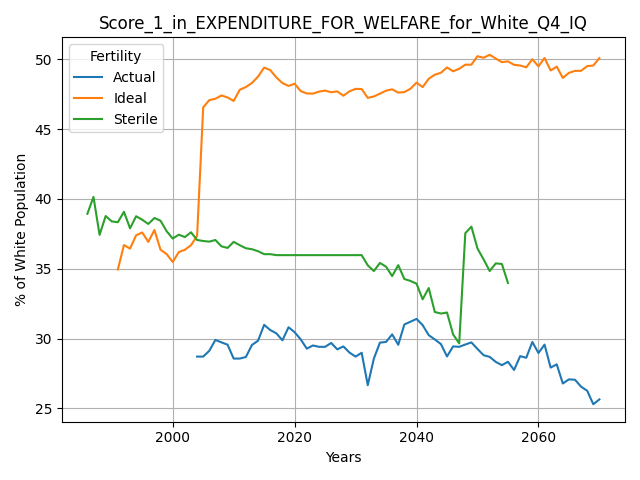 Score_1_in_EXPENDITURE_FOR_WELFARE_for_White_Q4_IQ
Fertility
Actual
Ideal
Sterile
% of White Population
50
45
40
35
30
25
2000
2020
2040
2060
Years